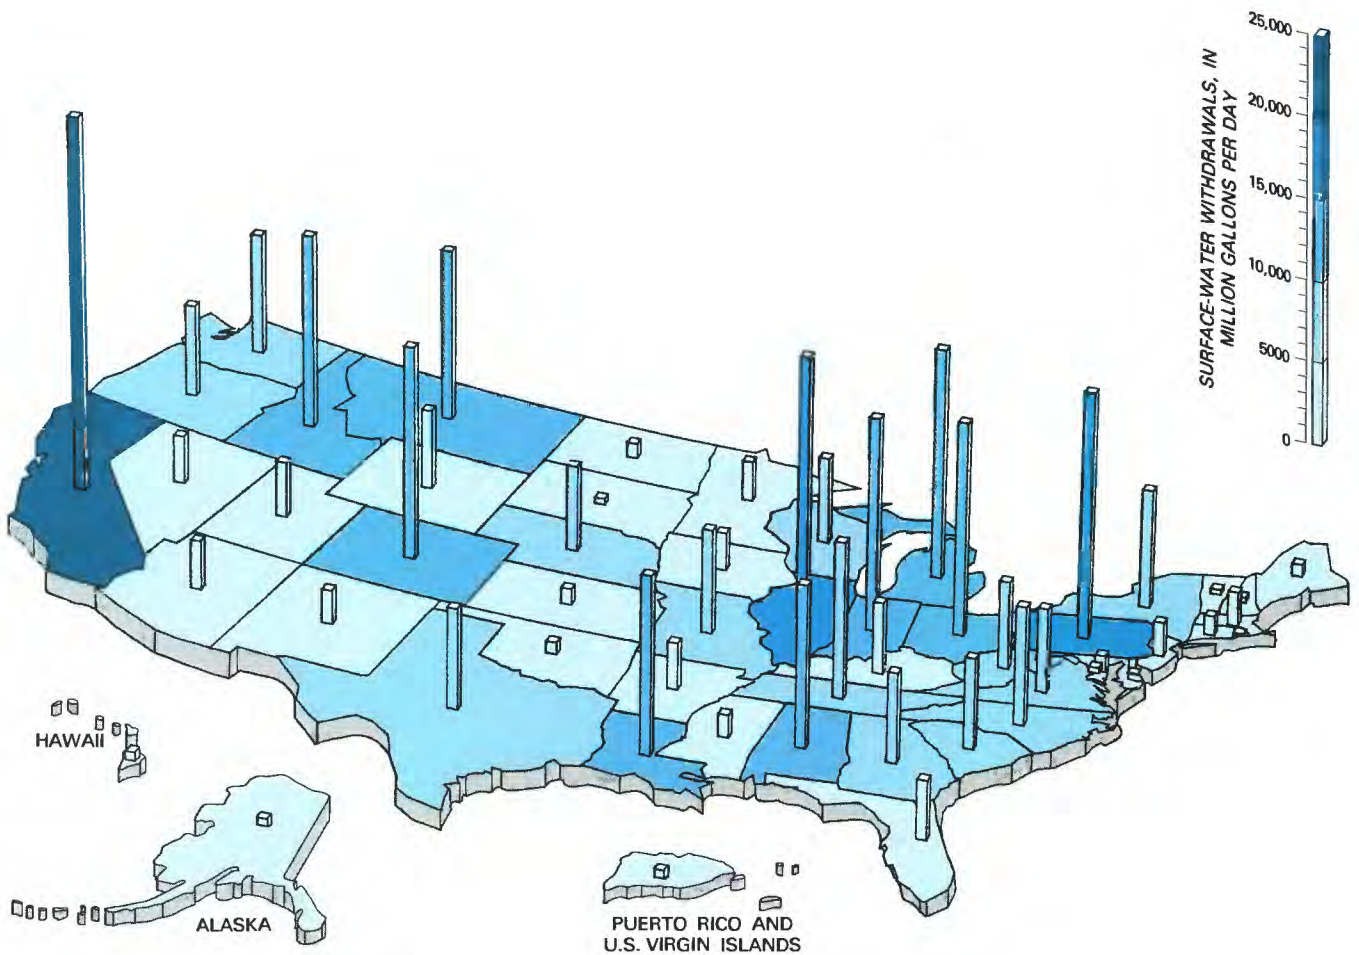 SURFACE-WATER WITHDRAWALS, IN
MILLION GALLONS PER DAY
25,000
20,000
15,000
10,000
5000
0
HAWAII
ALASKA
PUERTO RICO AND
U.S. VIRGIN ISLANDS